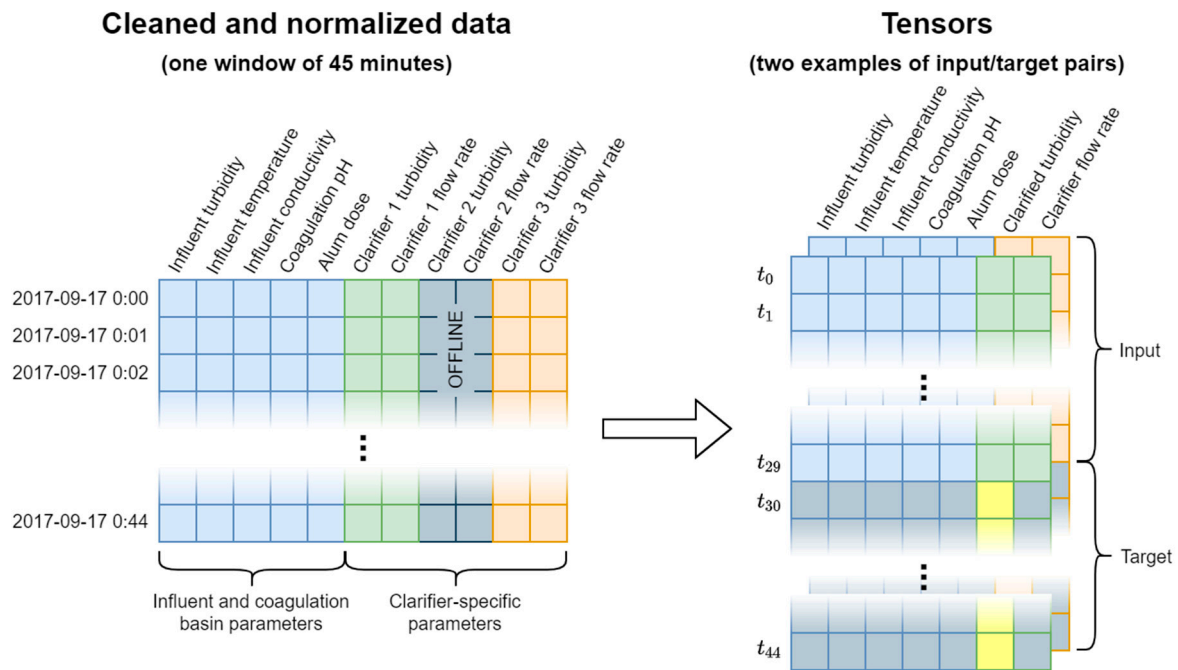 Cleaned and normalized data
(one window of 45 minutes)
Influent turbidity
Influent temperature
Influent conductivity
Coagulation pH
Alum dose
Clarifier 1 turbidity
Clarifier 1 flow rate
Clarifier 2 turbidity
Clarifier 2 flow rate
Clarifier 3 turbidity
Clarifier 3 flow rate
2017-09-17 0:00
2017-09-17 0:01
2017-09-17 0:02
OFFLINE
2017-09-17 0:44
Influent and coagulation
basin parameters
Clarifier-specific
parameters
Tensors
(two examples of input/target pairs)
Influent turbidity
Influent temperature
Influent conductivity
Coagulation pH
Alum dose
Clarified turbidity
Clarifier flow rate
t0
t1
Input
t29
t30
Target
t44